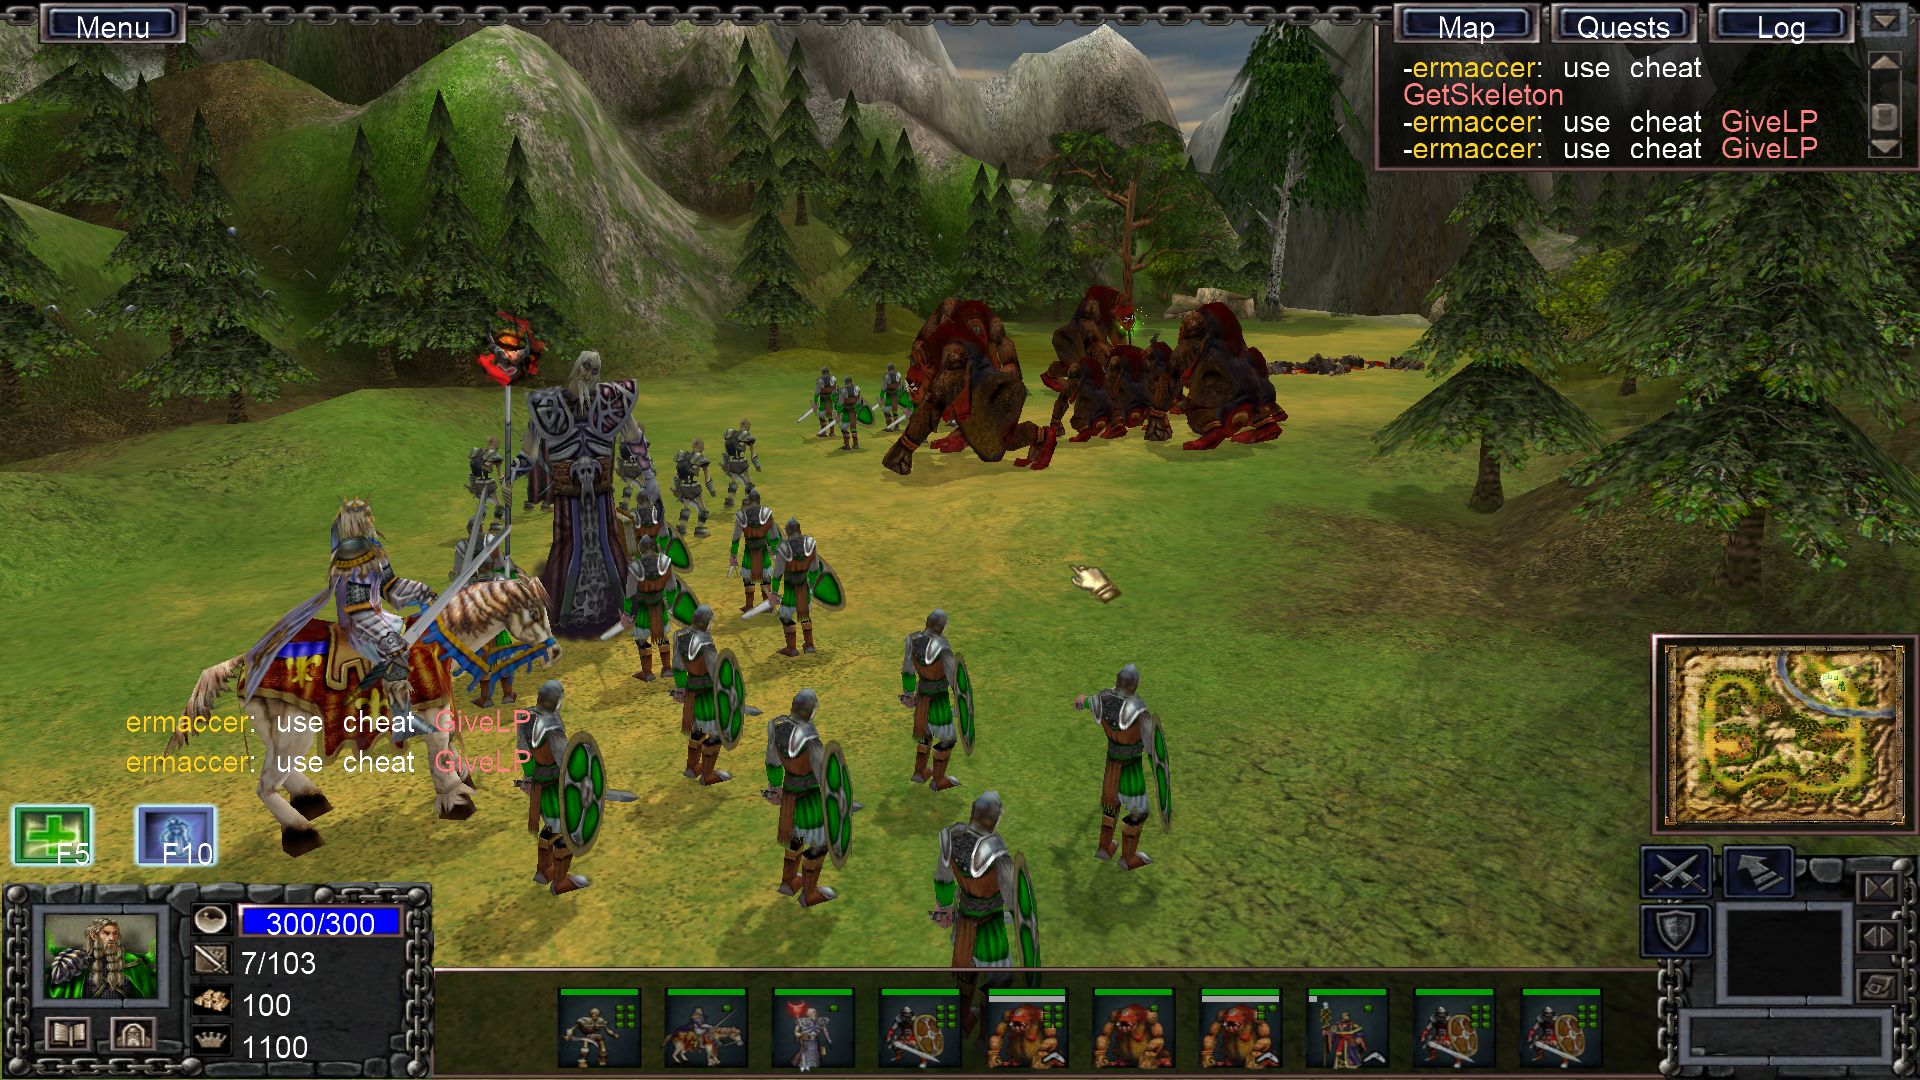 Menu
Map
Quests
Log
-ermaccer: use cheat
GetSkeleton
-ermaccer: use cheat GiveLP
-ermaccer: use cheat GiveLP
ermaccer: use cheat GiveLP
ermaccer: use cheat GiveLP
F5
F10
300/300
7/103
100
1100